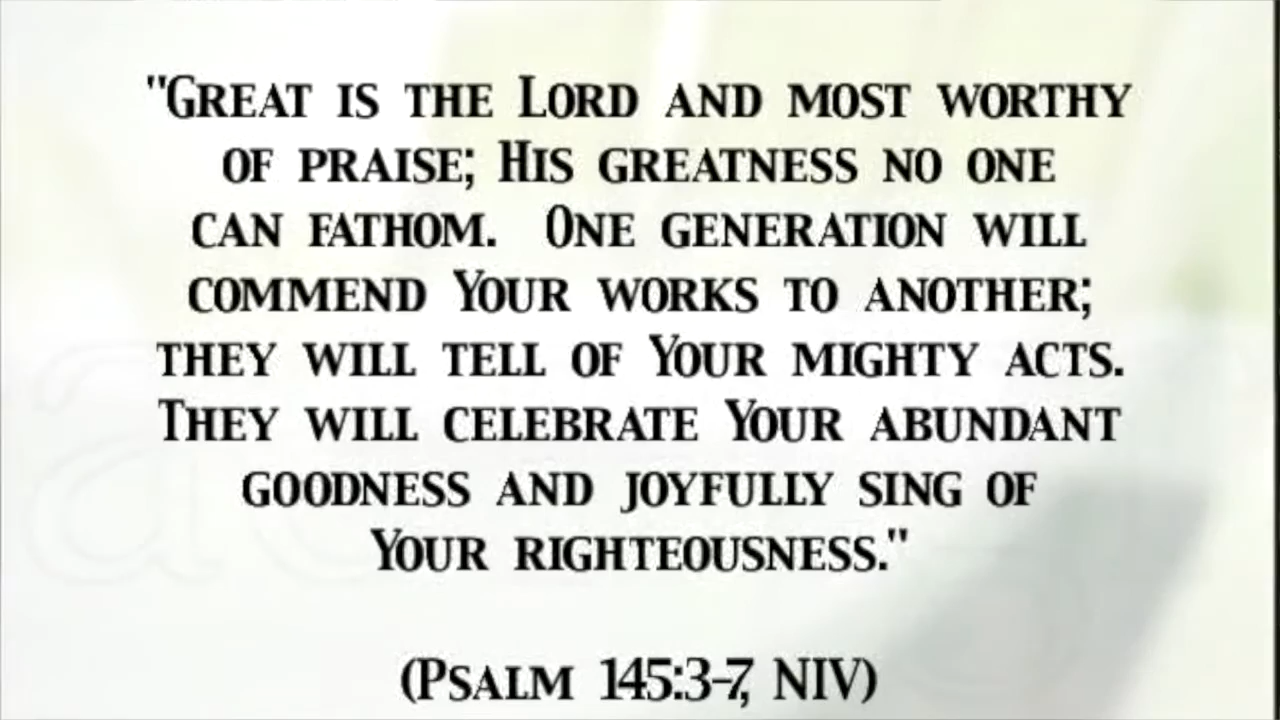 "Great is the Lord and most worthy
of praise; His greatness no one
can fathom. One generation will
commend Your works to another;
they will tell of Your mighty acts.
They will celebrate Your abundant
goodness and joyfully sing of
Your righteousness."
(Psalm 145:3-7, NIV)